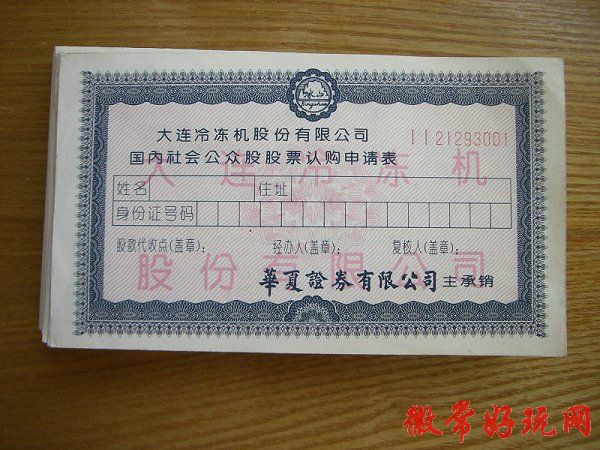 大连冷冻机股份有限公司
II21293001
国内社会公众股股票认购申请表
大连冷冻机
姓名 住址
身份证号码
股款代收点(盖章): 经办人(盖章): 复核人(盖章):
股份有限公司
華夏證券有限公司主承销
徽常好玩网